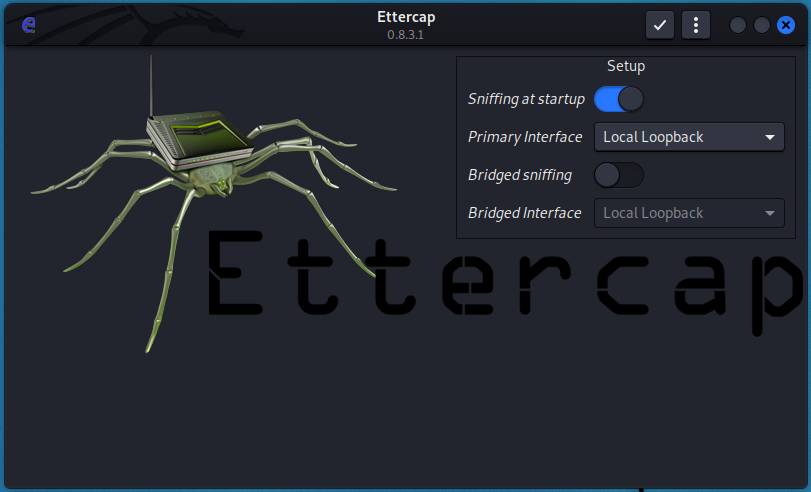 Ettercap
0.8.3.1
Setup
Sniffing at startup
Primary Interface Local Loopback
Bridged sniffing
Bridged Interface Local Loopback
Ettercap